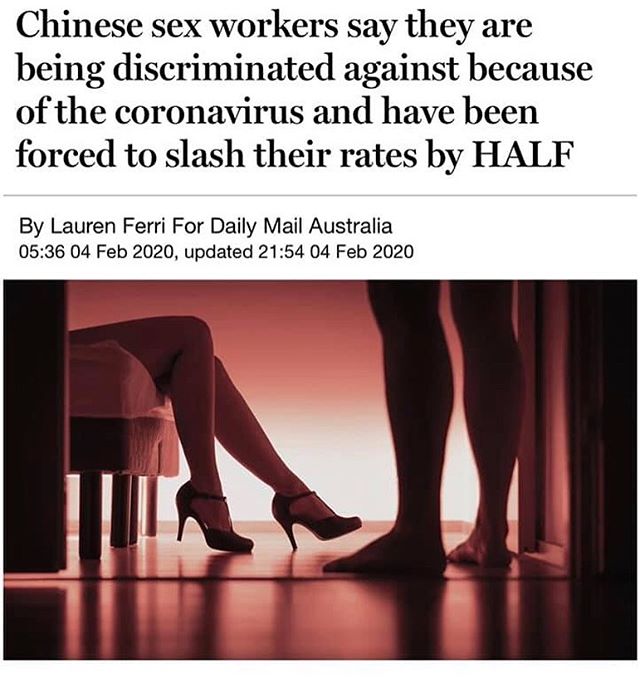 Chinese sex workers say they are
being discriminated against because
of the coronavirus and have been
forced to slash their rates by HALF
By Lauren Ferri For Daily Mail Australia
05:36 04 Feb 2020, updated 21:54 04 Feb 2020